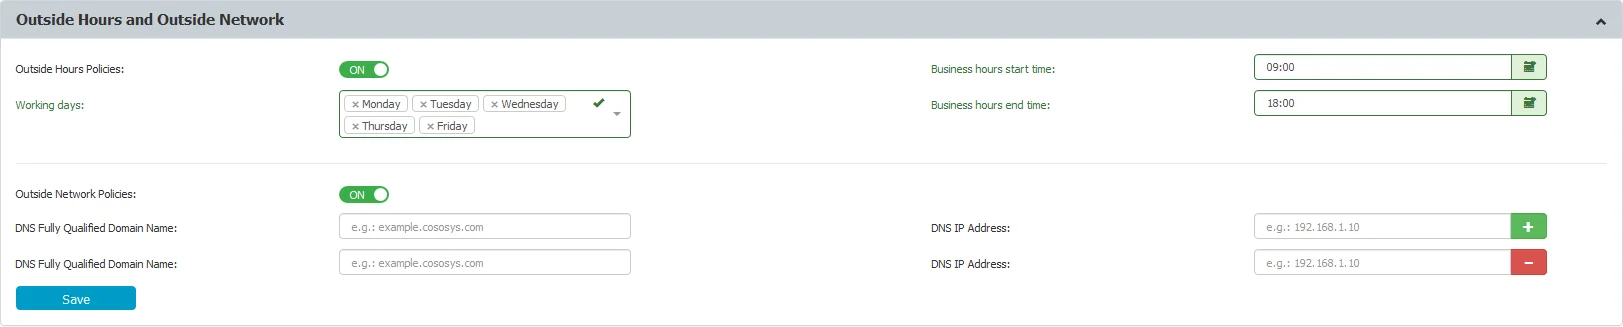 Outside Hours and Outside Network
Outside Hours Policies: ON Business hours start time: 09:00
Working days: × Monday × Tuesday × Wednesday Business hours end time: 18:00
× Thursday × Friday
Outside Network Policies: ON
DNS Fully Qualified Domain Name: e.g.: example.cososys.com DNS IP Address: e.g.: 192.168.1.10 +
DNS Fully Qualified Domain Name: e.g.: example.cososys.com DNS IP Address: e.g.: 192.168.1.10 −
Save